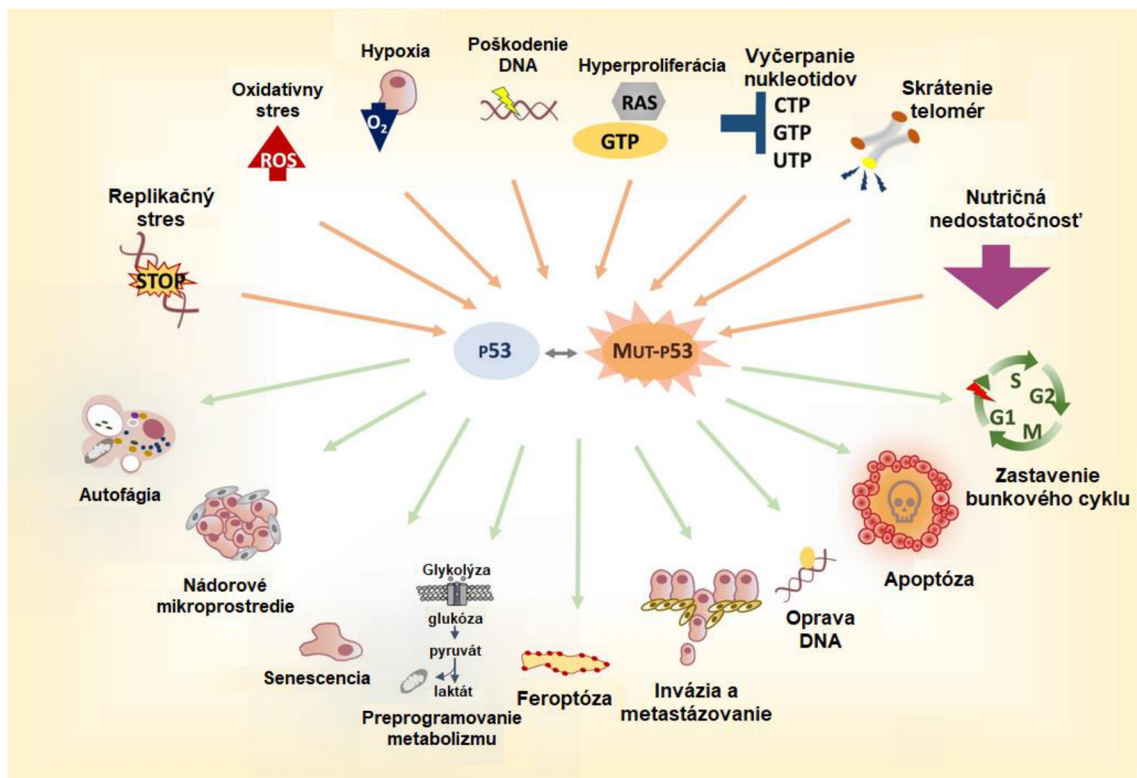 Hypoxia
Poškodenie
DNA
Hyperproliferácia
Vyčerpanie
nukleotidov
Skrátenie
telomér
Oxidatívny
stres
O2
RAS
GTP
CTP
GTP
UTP
ROS
Replikačný
stres
STOP
Nutričná
nedostatočnosť
P53
MUT-P53
S
G2
G1
M
Zastavenie
bunkového cyklu
Autofágia
Nádorové
mikroprostredie
Senescencia
Glykolýza
glukóza
pyruvát
laktát
Preprogramovanie
metabolizmu
Feroptóza
Invázia a
metastázovanie
Oprava
DNA
Apoptóza